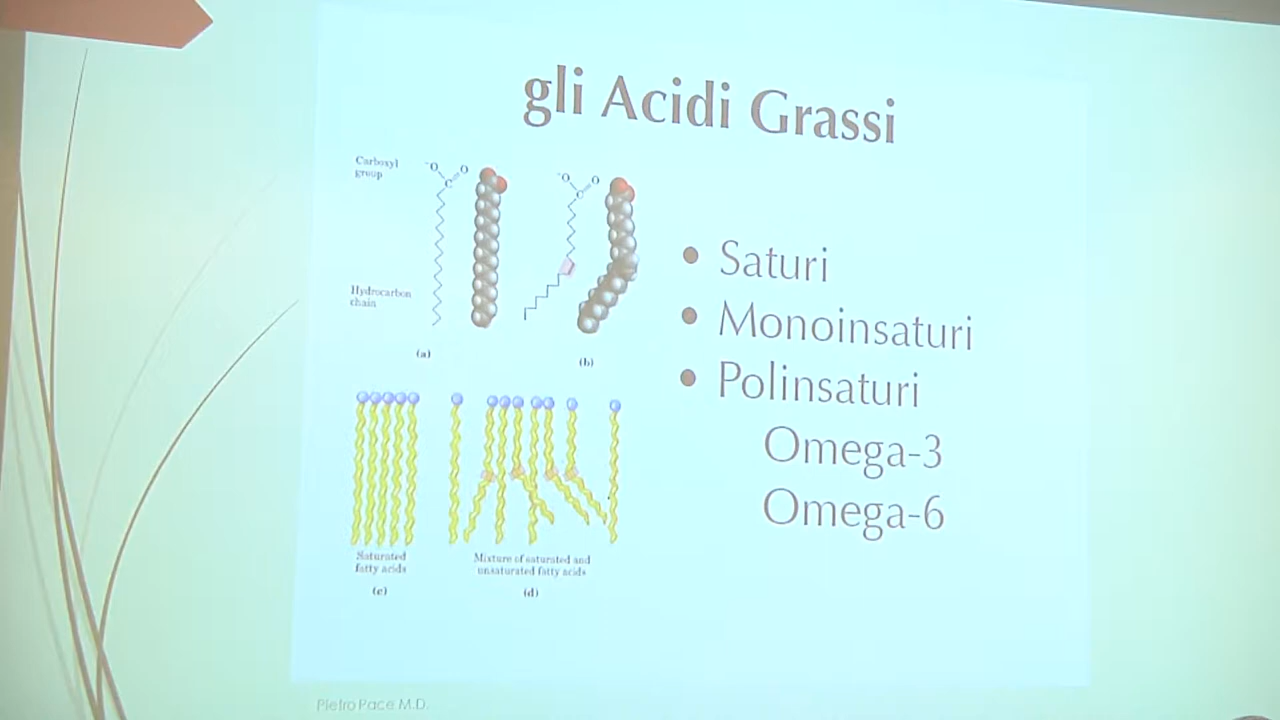 gli Acidi Grassi
Carboxyl
group
⁻O
O
C
⁻O
O
C
Hydrocarbon
chain
(a)
(b)
• Saturi
• Monoinsaturi
• Polinsaturi
Omega-3
Omega-6
Saturated
fatty acids
(c)
Mixture of saturated and
unsaturated fatty acids
(d)
Pietro Pace M.D.